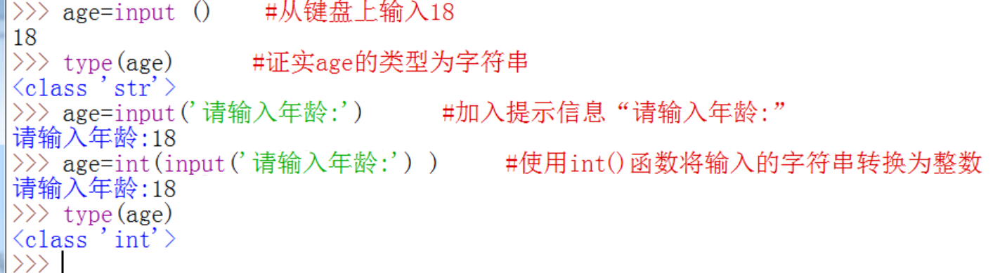 >>> age=input ()    #从键盘上输入18
18
>>> type(age)      #证实age的类型为字符串
<class 'str'>
>>> age=input('请输入年龄:')      #加入提示信息“请输入年龄:”
请输入年龄:18
>>> age=int(input('请输入年龄:') )     #使用int()函数将输入的字符串转换为整数
请输入年龄:18
>>> type(age)
<class 'int'>
>>>